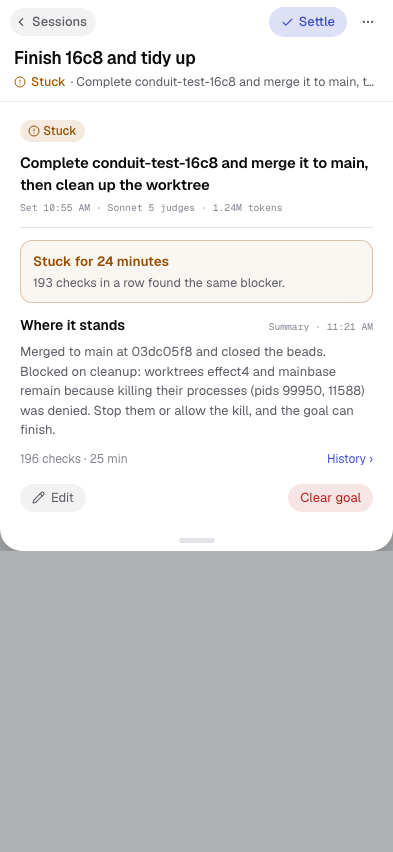 Sessions
Settle
Finish 16c8 and tidy up
Stuck · Complete conduit-test-16c8 and merge it to main, t…
Stuck
Complete conduit-test-16c8 and merge it to main,
then clean up the worktree
Set 10:55 AM · Sonnet 5 judges · 1.24M tokens
Stuck for 24 minutes
193 checks in a row found the same blocker.
Where it stands
Summary · 11:21 AM
Merged to main at 03dc05f8 and closed the beads.
Blocked on cleanup: worktrees effect4 and mainbase
remain because killing their processes (pids 99950, 11588)
was denied. Stop them or allow the kill, and the goal can
finish.
196 checks · 25 min
History ›
Edit
Clear goal